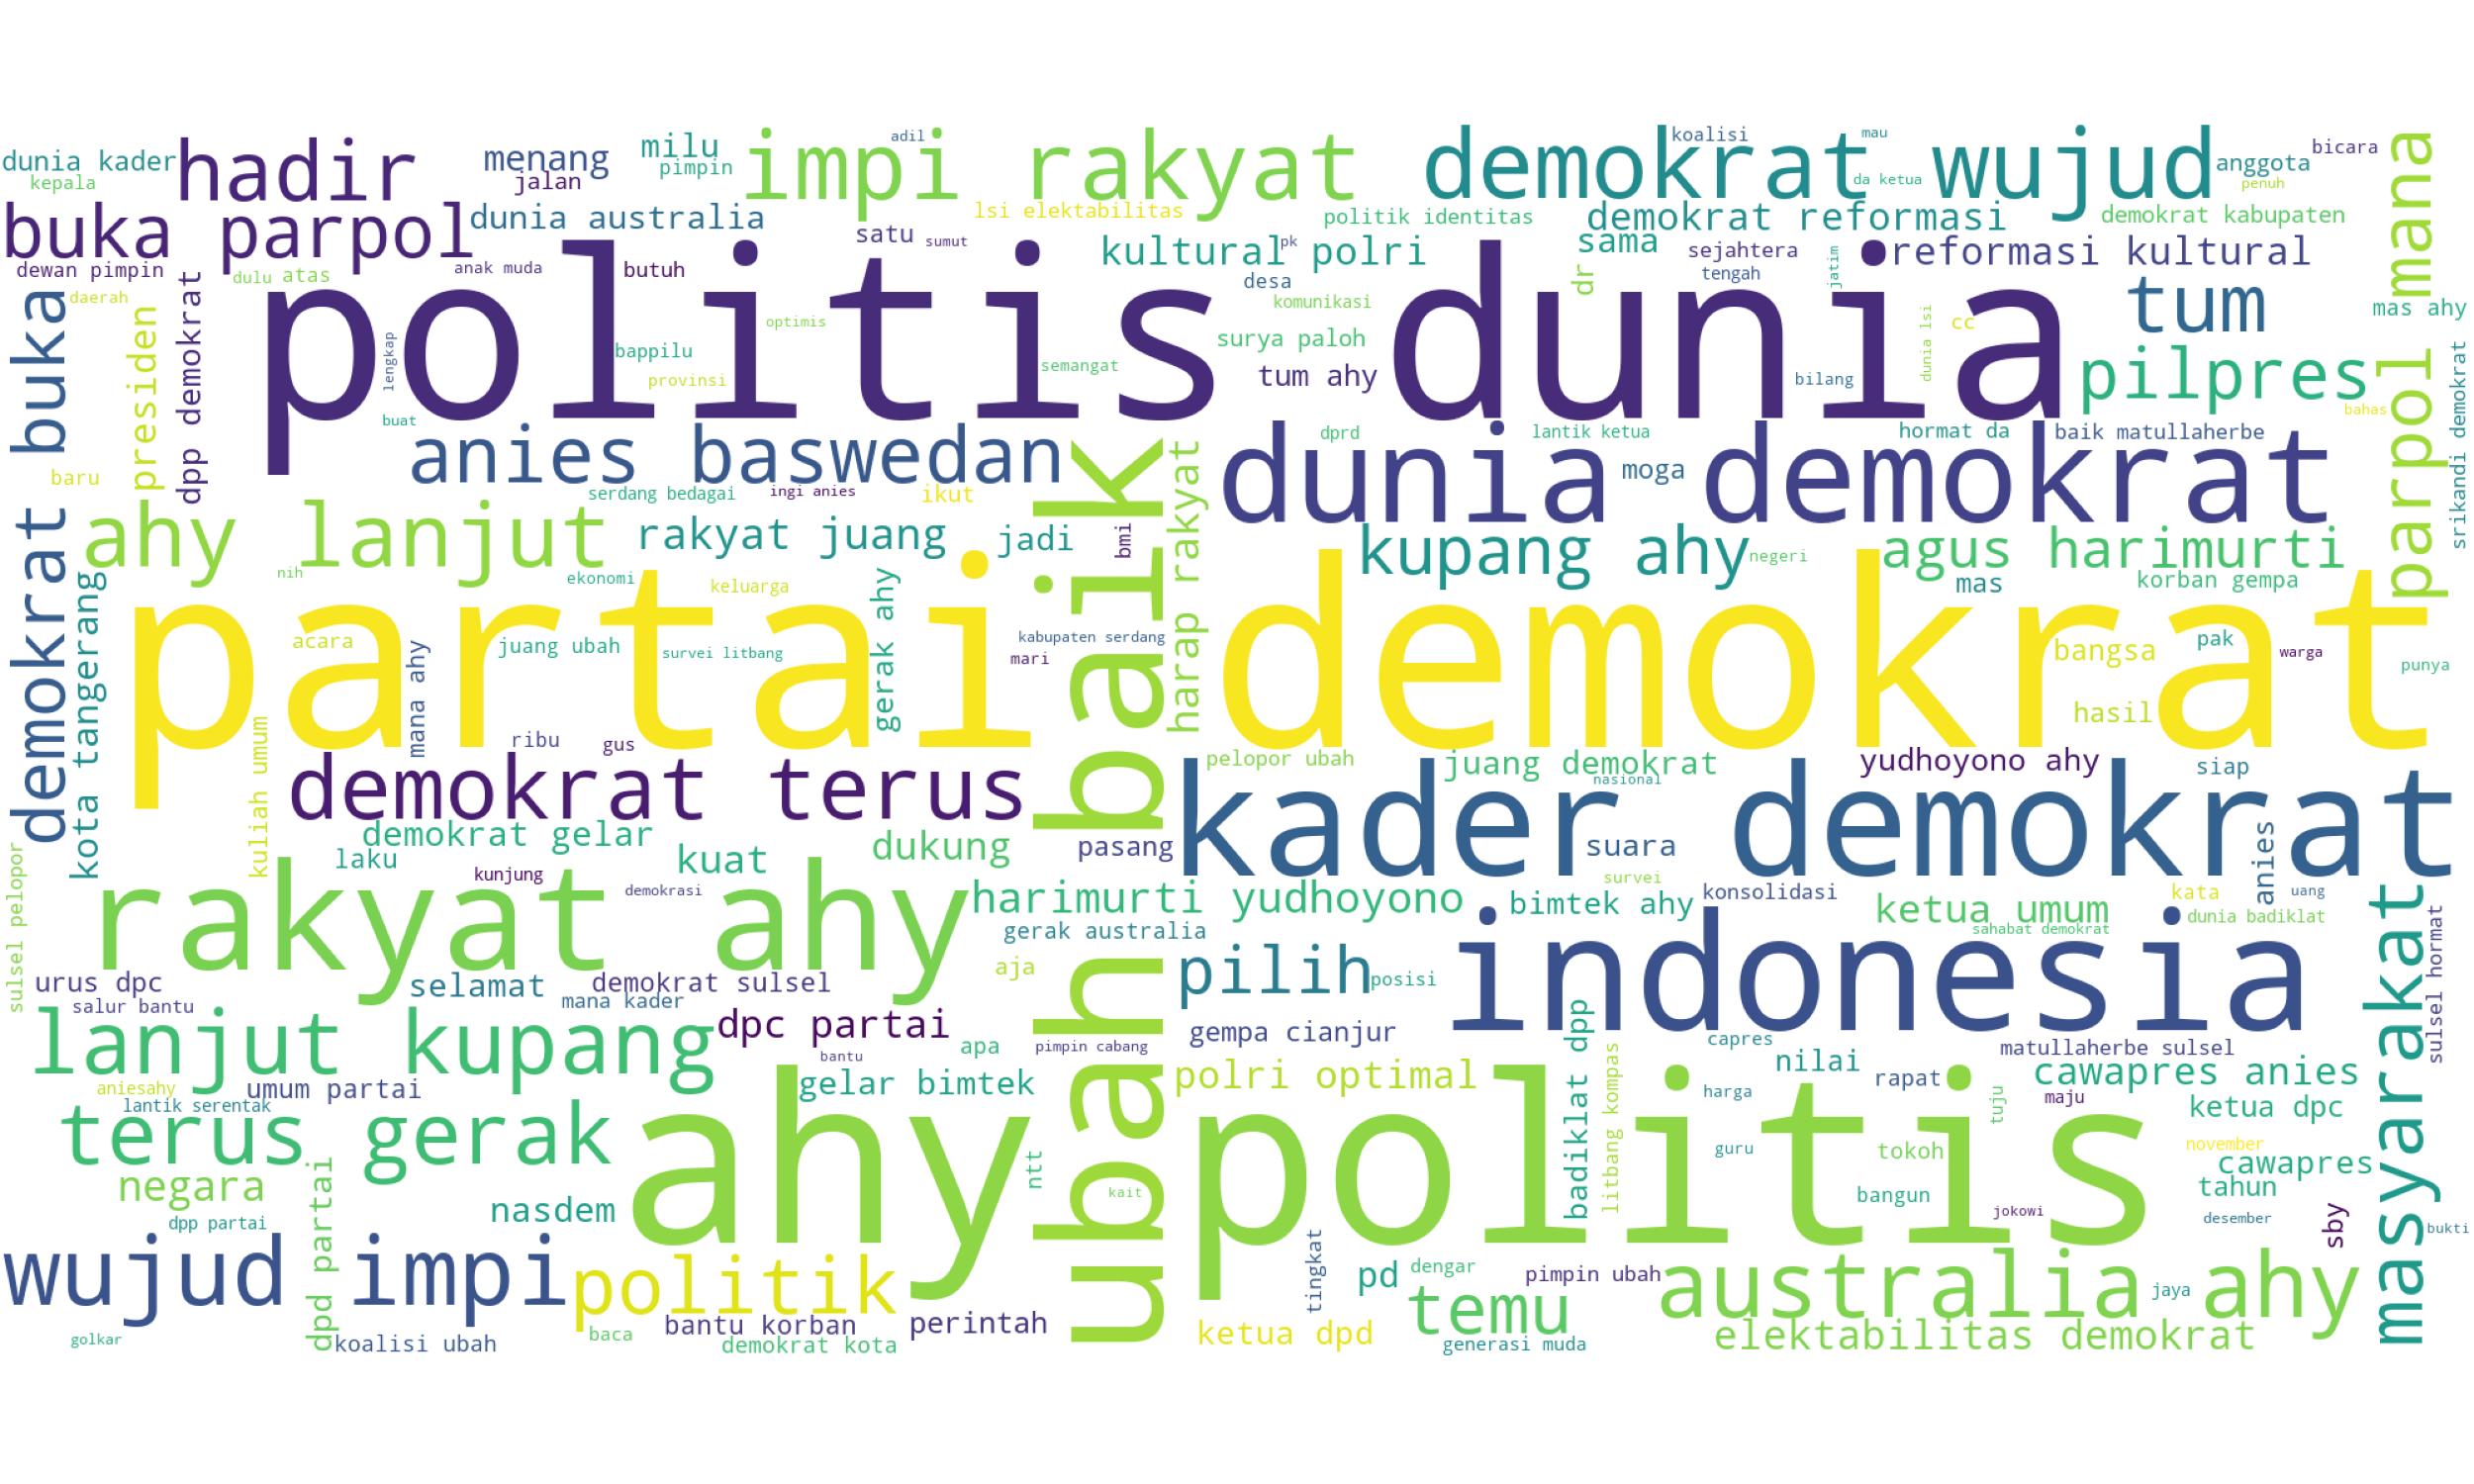 dunia kader
kepala
hadir
menang
jalan
milu
pimpin
impi rakyat
adil
demokrat wujud
koalisi
mau
da ketua
anggota
penuh
bicara
parpol mana
buka parpol
dunia australia
lsi elektabilitas
politik identitas
demokrat reformasi
demokrat kabupaten
satu
sumut
kultural polri
pk
sama
sejahtera
reformasi kultural
dewan pimpin
dulu
atas
anak muda
butuh
desa
dr
tengah
jatim
politis dunia
daerah
komunikasi
tum
mas ahy
demokrat buka
presiden
dpp demokrat
optimis
surya paloh
dunia lsi
cc
lengkap
bappilu
provinsi
semangat
tum ahy
bilang
pilpres
srikandi demokrat
bahas
buat
anies baswedan
dprd
lantik ketua
hormat da
baik matullaherbe
baru
serdang bedagai
ingi anies
ikut
ubah baik
harap rakyat
dunia demokrat
moga
ahy lanjut
rakyat juang
jadi
bmi
kupang ahy
negeri
agus harimurti
nih
ekonomi
keluarga
gerak ahy
mas
korban gempa
kota tangerang
partai demokrat
acara
mana ahy
juang ubah
survei litbang
kabupaten serdang
mari
bangsa
pak
warga
punya
hasil
kuliah umum
ribu
gus
demokrat terus
pelopor ubah
juang demokrat
nasional
yudhoyono ahy
siap
kader demokrat
demokrat gelar
laku
kuat
dukung
pasang
suara
anies
sulsel pelopor
rakyat ahy
kunjung
demokrasi
harimurti yudhoyono
survei
bimtek ahy
konsolidasi
ketua umum
kata
uang
masyarakat
gerak australia
sahabat demokrat
dunia badiklat
sulsel hormat
urus dpc
selamat
demokrat sulsel
aja
pilih
posisi
indonesia
salur bantu
mana kader
lanjut kupang
dpc partai
apa
pimpin cabang
gempa cianjur
badiklat dpp
capres
matullaherbe sulsel
bantu
litbang kompas
nilai
aniesahy
umum partai
gelar bimtek
polri optimal
rapat
cawapres anies
lantik serentak
harga
tuju
maju
ketua dpc
terus gerak
ahy politis
guru
tokoh
november
cawapres
negara
dpd partai
ntt
kait
bangun
tahun
dpp partai
nasdem
jokowi
desember
sby
bukti
wujud impi
politik
tingkat
pd
dengar
pimpin ubah
australia ahy
jaya
golkar
koalisi ubah
baca
bantu korban
demokrat kota
perintah
ketua dpd
temu
generasi muda
elektabilitas demokrat